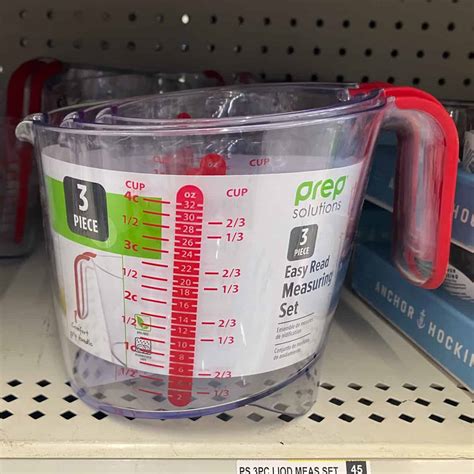 CUP
OZ
CUP
4c
32
1/2
30
2/3
28
1/3
3c
26
24
1/2
22
2/3
20
1/3
2c
18
16
1/2
14
2/3
12
1/3
1c
10
8
6
2/3
4
1/3
2
3
PIECE
Comfort
grip handle
prep
solutions
3
PIECE
Easy Read
Measuring
Set
ANCHOR HOCKING
PS 3PC LIQD MEAS SET 45